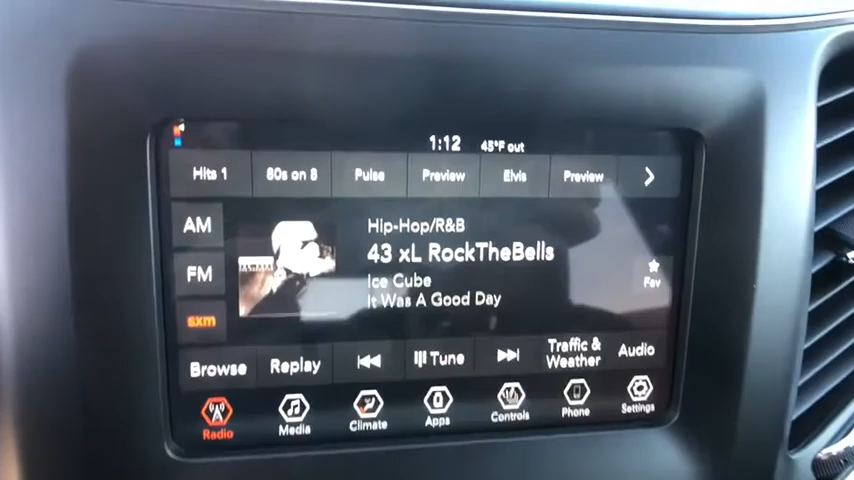 1:12 45°F out
Hits 1 80s on 8 Pulse Preview Elvis Preview
AM
FM
sxm
Hip-Hop/R&B
43 xL RockTheBells
Ice Cube
It Was A Good Day
Fav
Browse Replay Tune Traffic & Weather Audio
Radio Media Climate Apps Controls Phone Settings